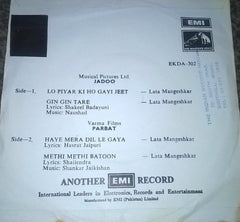 EMI
EKDA-302
Musical Pictures Ltd.
JADOO
Side—1. LO PIYAR KI HO GAYI JEET — Lata Mangeshkar
GIN GIN TARE — Lata Mangeshkar
Lyrics: Shakeel Badayuni
Music: Naushad
Varma Films
PARBAT
Side—2. HAYE MERA DIL LE GAYA — Lata Mangeshkar
Lyrics: Hasrat Jaipuri
METHI METHI BATOON — Lata Mangeshkar
Lyrics: Shailendra
Music: Shankar Jaikishan
ANOTHER EMI RECORD
International Leaders in Electronics, Records and Entertainment
Manufactured by EMI (Pakistan) Limited